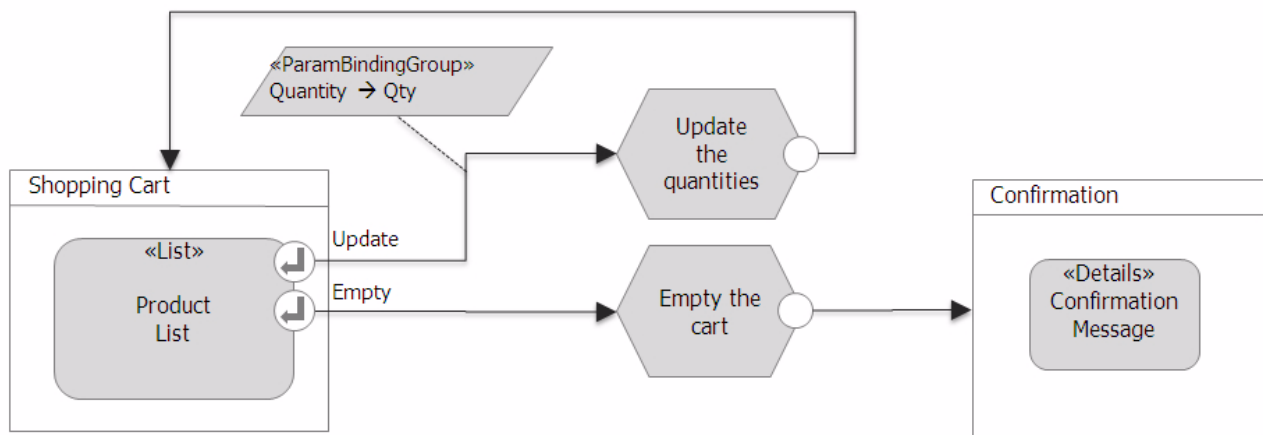 «ParamBindingGroup»
Quantity → Qty
Update
the
quantities
Shopping Cart
Confirmation
«List»
Product
List
Update
Empty
Empty the
cart
«Details»
Confirmation
Message